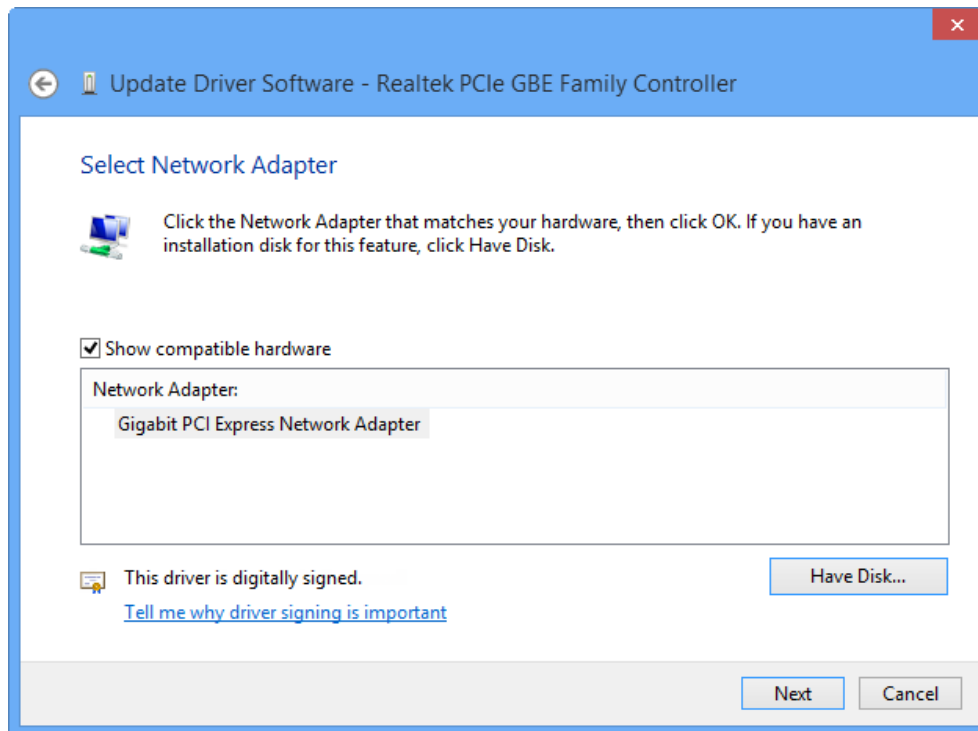 Update Driver Software - Realtek PCIe GBE Family Controller
Select Network Adapter
Click the Network Adapter that matches your hardware, then click OK. If you have an
installation disk for this feature, click Have Disk.
Show compatible hardware
Network Adapter:
Gigabit PCI Express Network Adapter
This driver is digitally signed.
Have Disk...
Tell me why driver signing is important
Next
Cancel